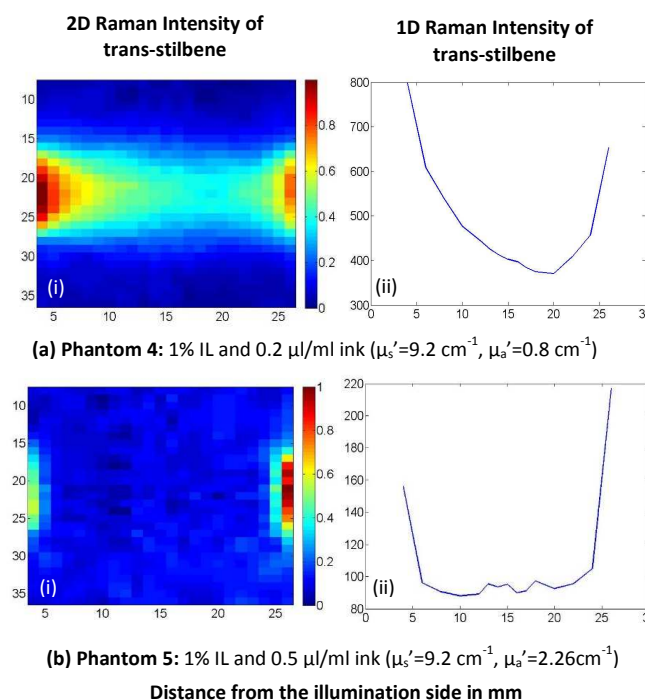 2D Raman Intensity of
trans-stilbene
1D Raman Intensity of
trans-stilbene
10
15
20
25
30
35
5 10 15 20 25
(i)
0.8
0.6
0.4
0.2
0
800
700
600
500
400
300
0 5 10 15 20 25 30
(ii)
(a) Phantom 4: 1% IL and 0.2 µl/ml ink (µs’=9.2 cm-1, µa’=0.8 cm-1)
10
15
20
25
30
35
5 10 15 20 25
(i)
1
0.8
0.6
0.4
0.2
0
220
200
180
160
140
120
100
80
0 5 10 15 20 25 30
(ii)
(b) Phantom 5: 1% IL and 0.5 µl/ml ink (µs’=9.2 cm-1, µa’=2.26cm-1)
Distance from the illumination side in mm